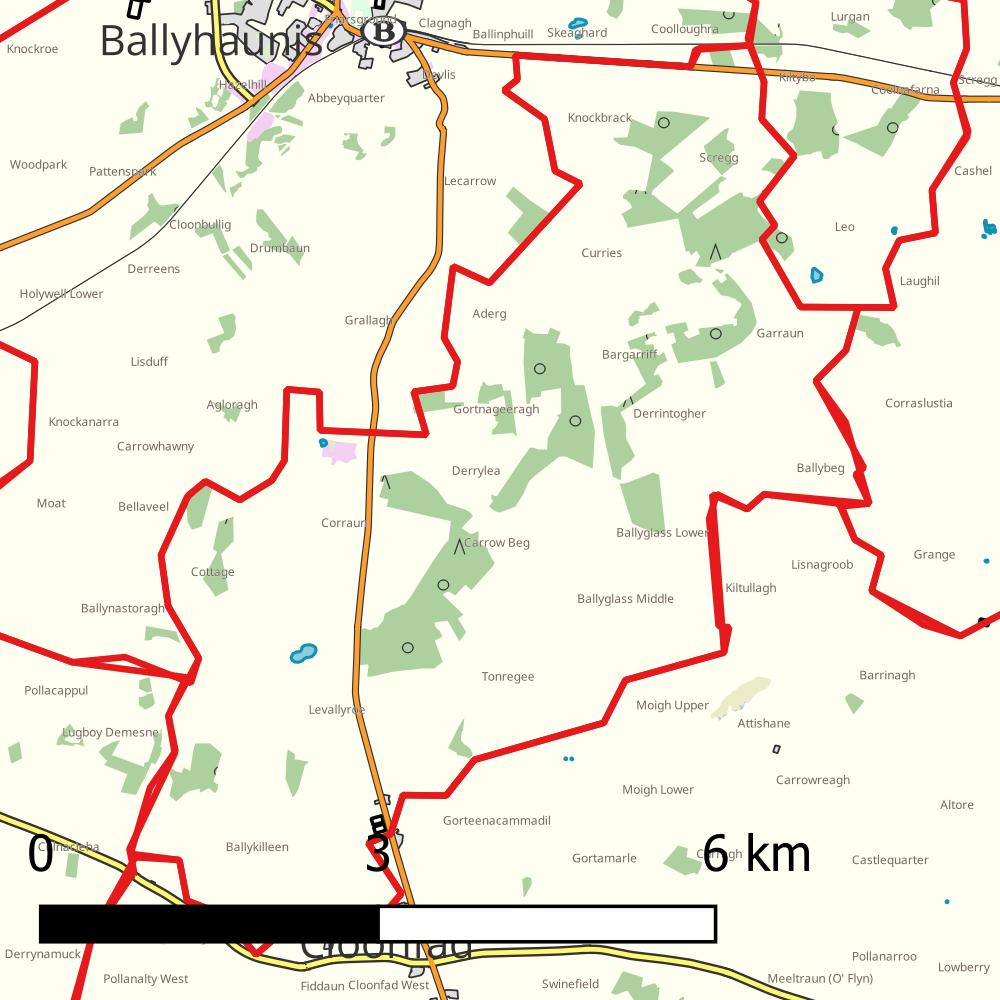 Friarsground
Clagnagh
Lurgan
Ballinphuill
Skeaghard
Coolloughra
B
Ballyhaunis
Knockroe
Hazelhill
Devlis
Kiltybo
Scregg
Abbeyquarter
Coolnafarna
Knockbrack
Woodpark
Pattenspark
Scregg
Cashel
Lecarrow
Cloonbullig
Leo
Drumbaun
Curries
Derreens
Laughil
Holywell Lower
Grallagh
Aderg
Garraun
Lisduff
Bargarriff
Agloragh
Gortnageeragh
Derrintogher
Corraslustia
Knockanarra
Carrowhawny
Derrylea
Ballybeg
Moat
Bellaveel
Corraun
Ballyglass Lower
Carrow Beg
Grange
Cottage
Lisnagroob
Kiltullagh
Ballynastoragh
Ballyglass Middle
Tonregee
Barrinagh
Pollacappul
Levallyroe
Moigh Upper
Attishane
Lugboy Demesne
Carrowreagh
Moigh Lower
Altore
Gorteenacammadil
Ballykilleen
0
3
6 km
Gortamarle
Castlequarter
Cloonfad
Derrynamuck
Pollanalty West
Fiddaun
Cloonfad West
Swinefield
Pollanarroo
Meeltraun (O' Flyn)
Lowberry